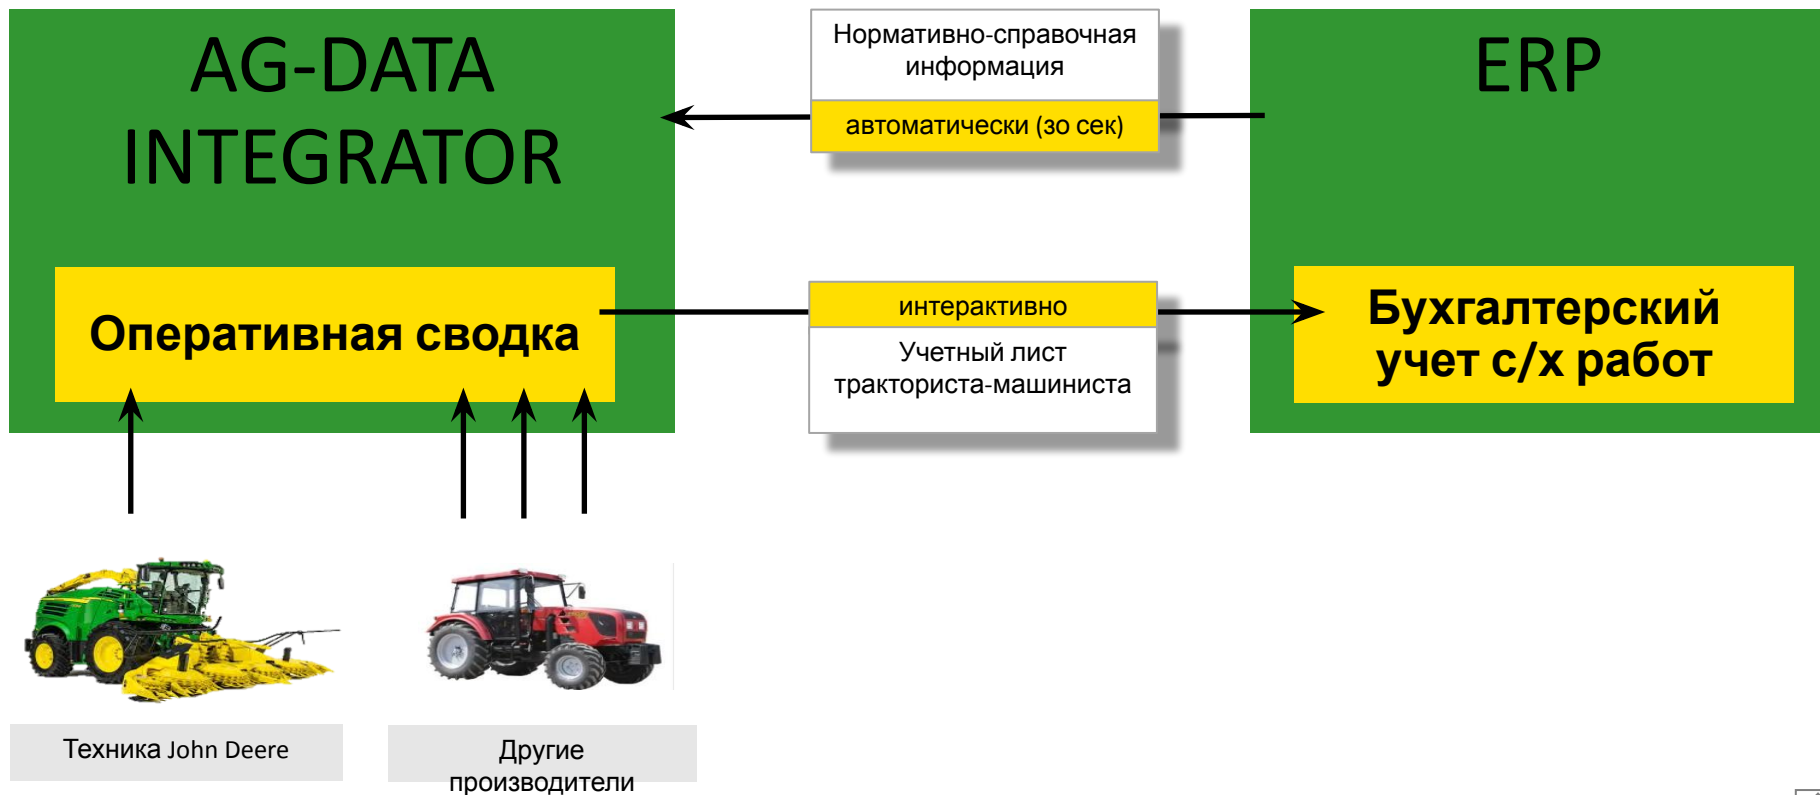 AG-DATA
INTEGRATOR
Оперативная сводка
Нормативно-справочная
информация
автоматически (зо сек)
интерактивно
Учетный лист
тракториста-машиниста
ERP
Бухгалтерский
учет с/х работ
Техника John Deere
Другие
производители